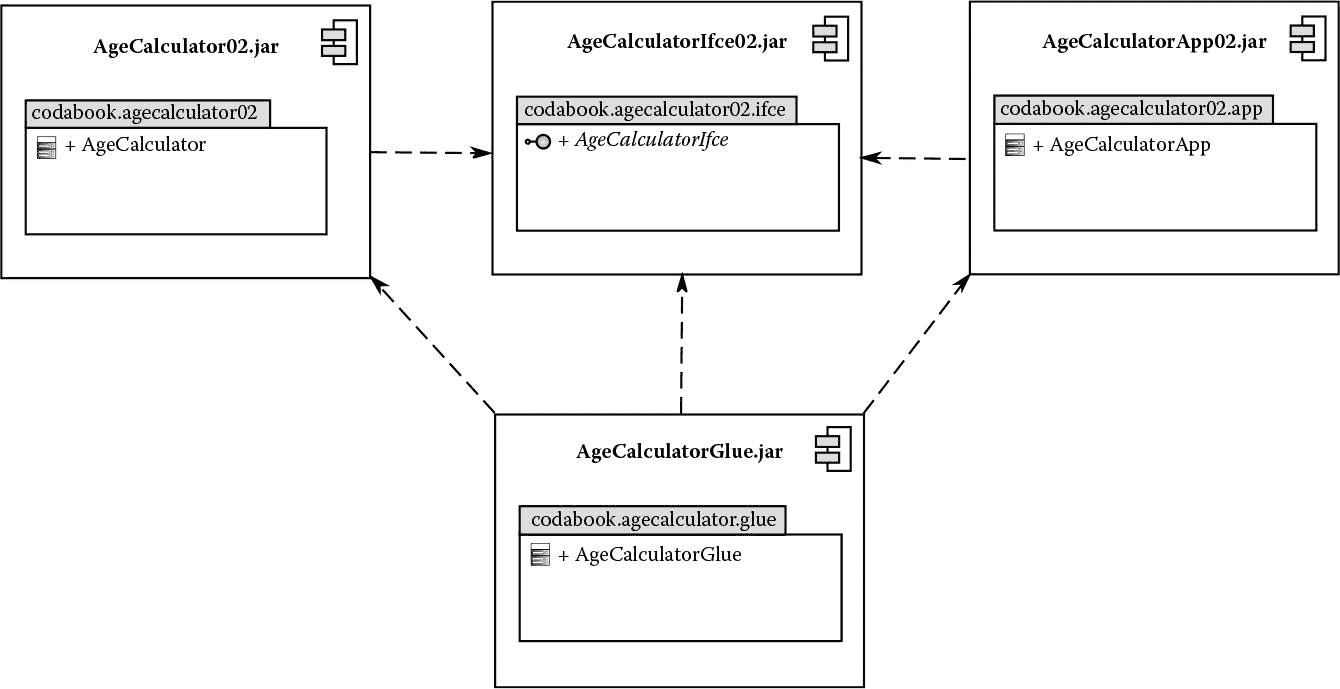 AgeCalculator02.jar
codabook.agecalculator02
+ AgeCalculator
AgeCalculatorIfce02.jar
codabook.agecalculator02.ifce
+ AgeCalculatorIfce
AgeCalculatorApp02.jar
codabook.agecalculator02.app
+ AgeCalculatorApp
AgeCalculatorGlue.jar
codabook.agecalculator.glue
+ AgeCalculatorGlue